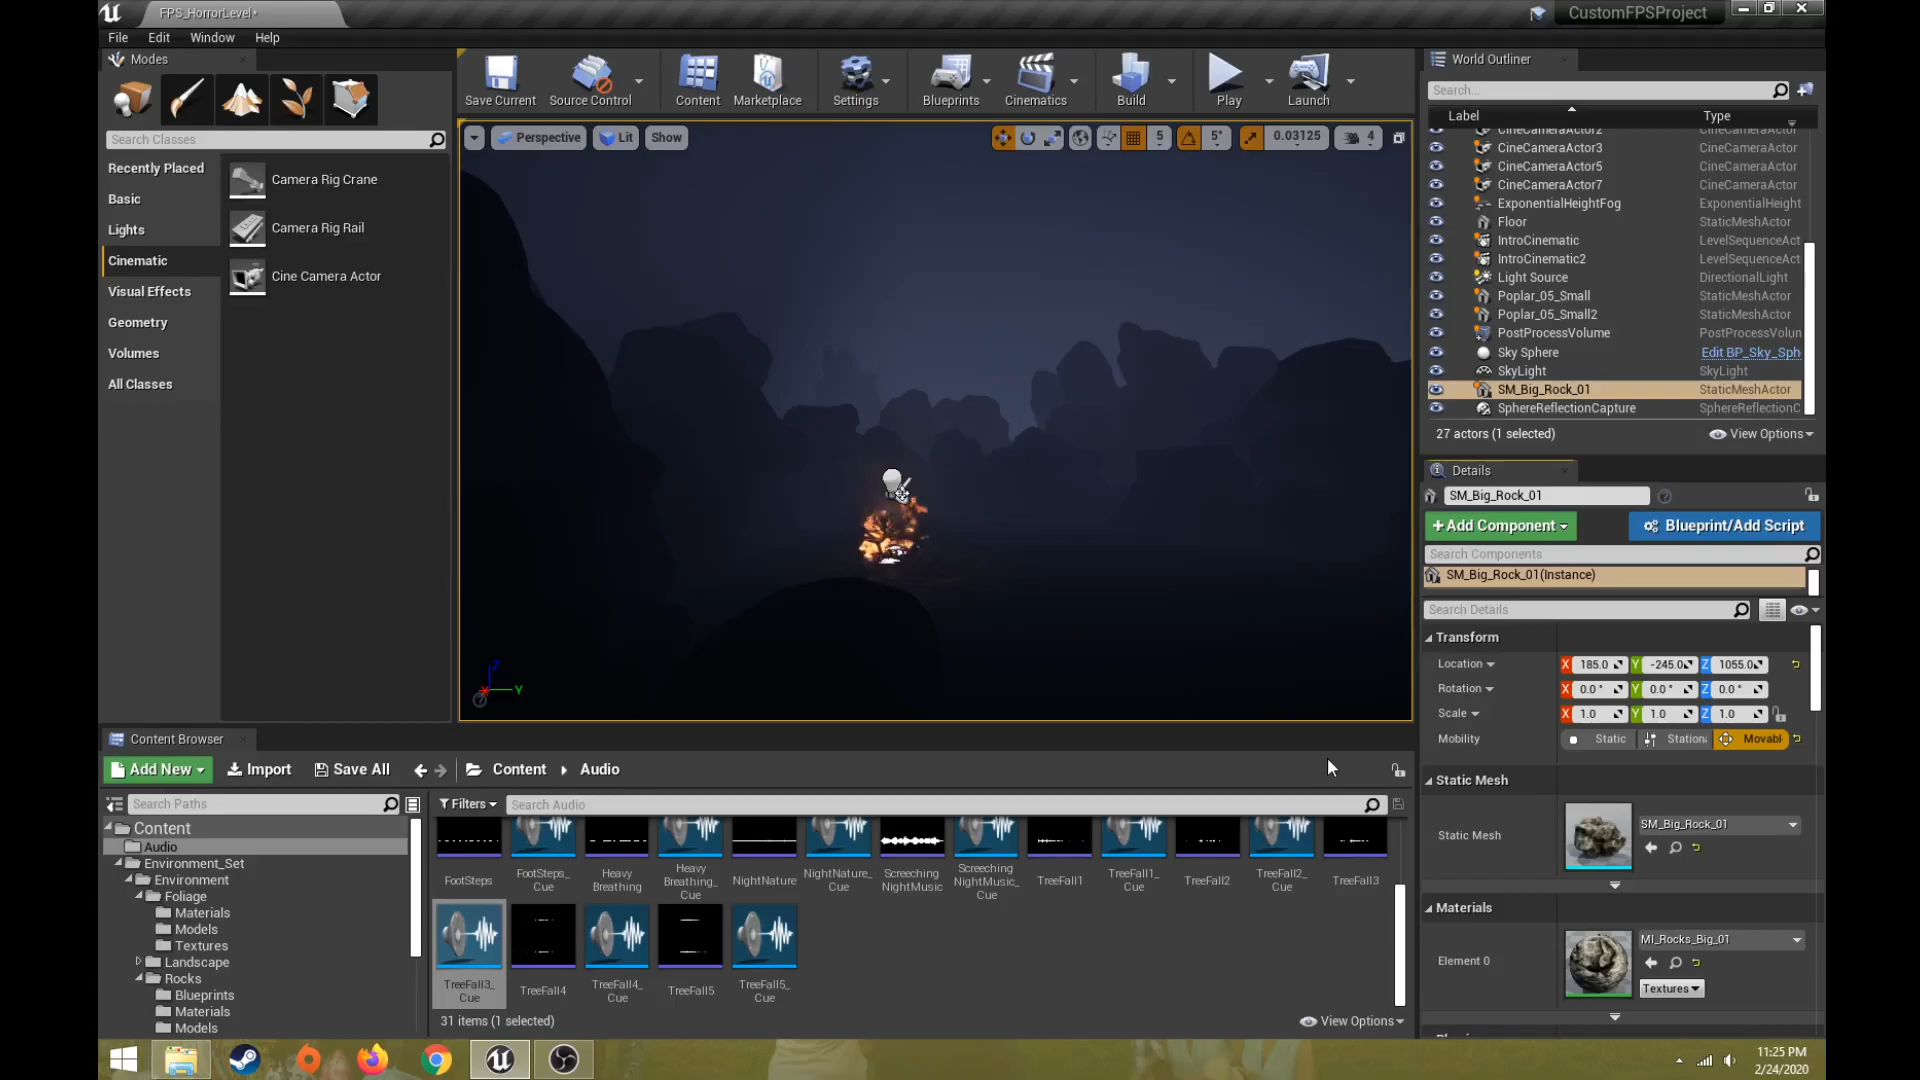 FPS_HorrorLevel*
CustomFPSProject
File Edit Window Help
Modes
Search Classes
Recently Placed
Basic
Lights
Cinematic
Visual Effects
Geometry
Volumes
All Classes
Camera Rig Crane
Camera Rig Rail
Cine Camera Actor
Save Current
Source Control
Content
Marketplace
Settings
Blueprints
Cinematics
Build
Play
Launch
Perspective
Lit
Show
5
5°
0.03125
4
Z
X
Y
World Outliner
Search...
Label Type
CineCameraActor2 CineCameraActor
CineCameraActor3 CineCameraActor
CineCameraActor5 CineCameraActor
CineCameraActor7 CineCameraActor
ExponentialHeightFog ExponentialHeight
Floor StaticMeshActor
IntroCinematic LevelSequenceAct
IntroCinematic2 LevelSequenceAct
Light Source DirectionalLight
Poplar_05_Small StaticMeshActor
Poplar_05_Small2 StaticMeshActor
PostProcessVolume PostProcessVolun
Sky Sphere Edit BP_Sky_Sph
SkyLight SkyLight
SM_Big_Rock_01 StaticMeshActor
SphereReflectionCapture SphereReflectionC
27 actors (1 selected)
View Options
Details
SM_Big_Rock_01
+Add Component
Blueprint/Add Script
Search Components
SM_Big_Rock_01(Instance)
Search Details
Transform
Location X 185.0 Y -245.0 Z 1055.0
Rotation X 0.0 ° Y 0.0 ° Z 0.0 °
Scale X 1.0 Y 1.0 Z 1.0
Mobility Static Station Movabl
Static Mesh
Static Mesh SM_Big_Rock_01
Materials
Element 0 MI_Rocks_Big_01
Textures
Content Browser
Add New Import Save All Content Audio
Search Paths
Filters
Search Audio
Content
Audio
Environment_Set
Environment
Foliage
Materials
Models
Textures
Landscape
Rocks
Blueprints
Materials
Models
FootSteps
FootSteps_
Cue
Heavy
Breathing
Heavy
Breathing_
Cue
NightNature
NightNature_
Cue
Screeching
NightMusic
Screeching
NightMusic_
Cue
TreeFall1
TreeFall1_
Cue
TreeFall2
TreeFall2_
Cue
TreeFall3
TreeFall3_
Cue
TreeFall4
TreeFall4_
Cue
TreeFall5
TreeFall5_
Cue
31 items (1 selected)
View Options
11:25 PM
2/24/2020